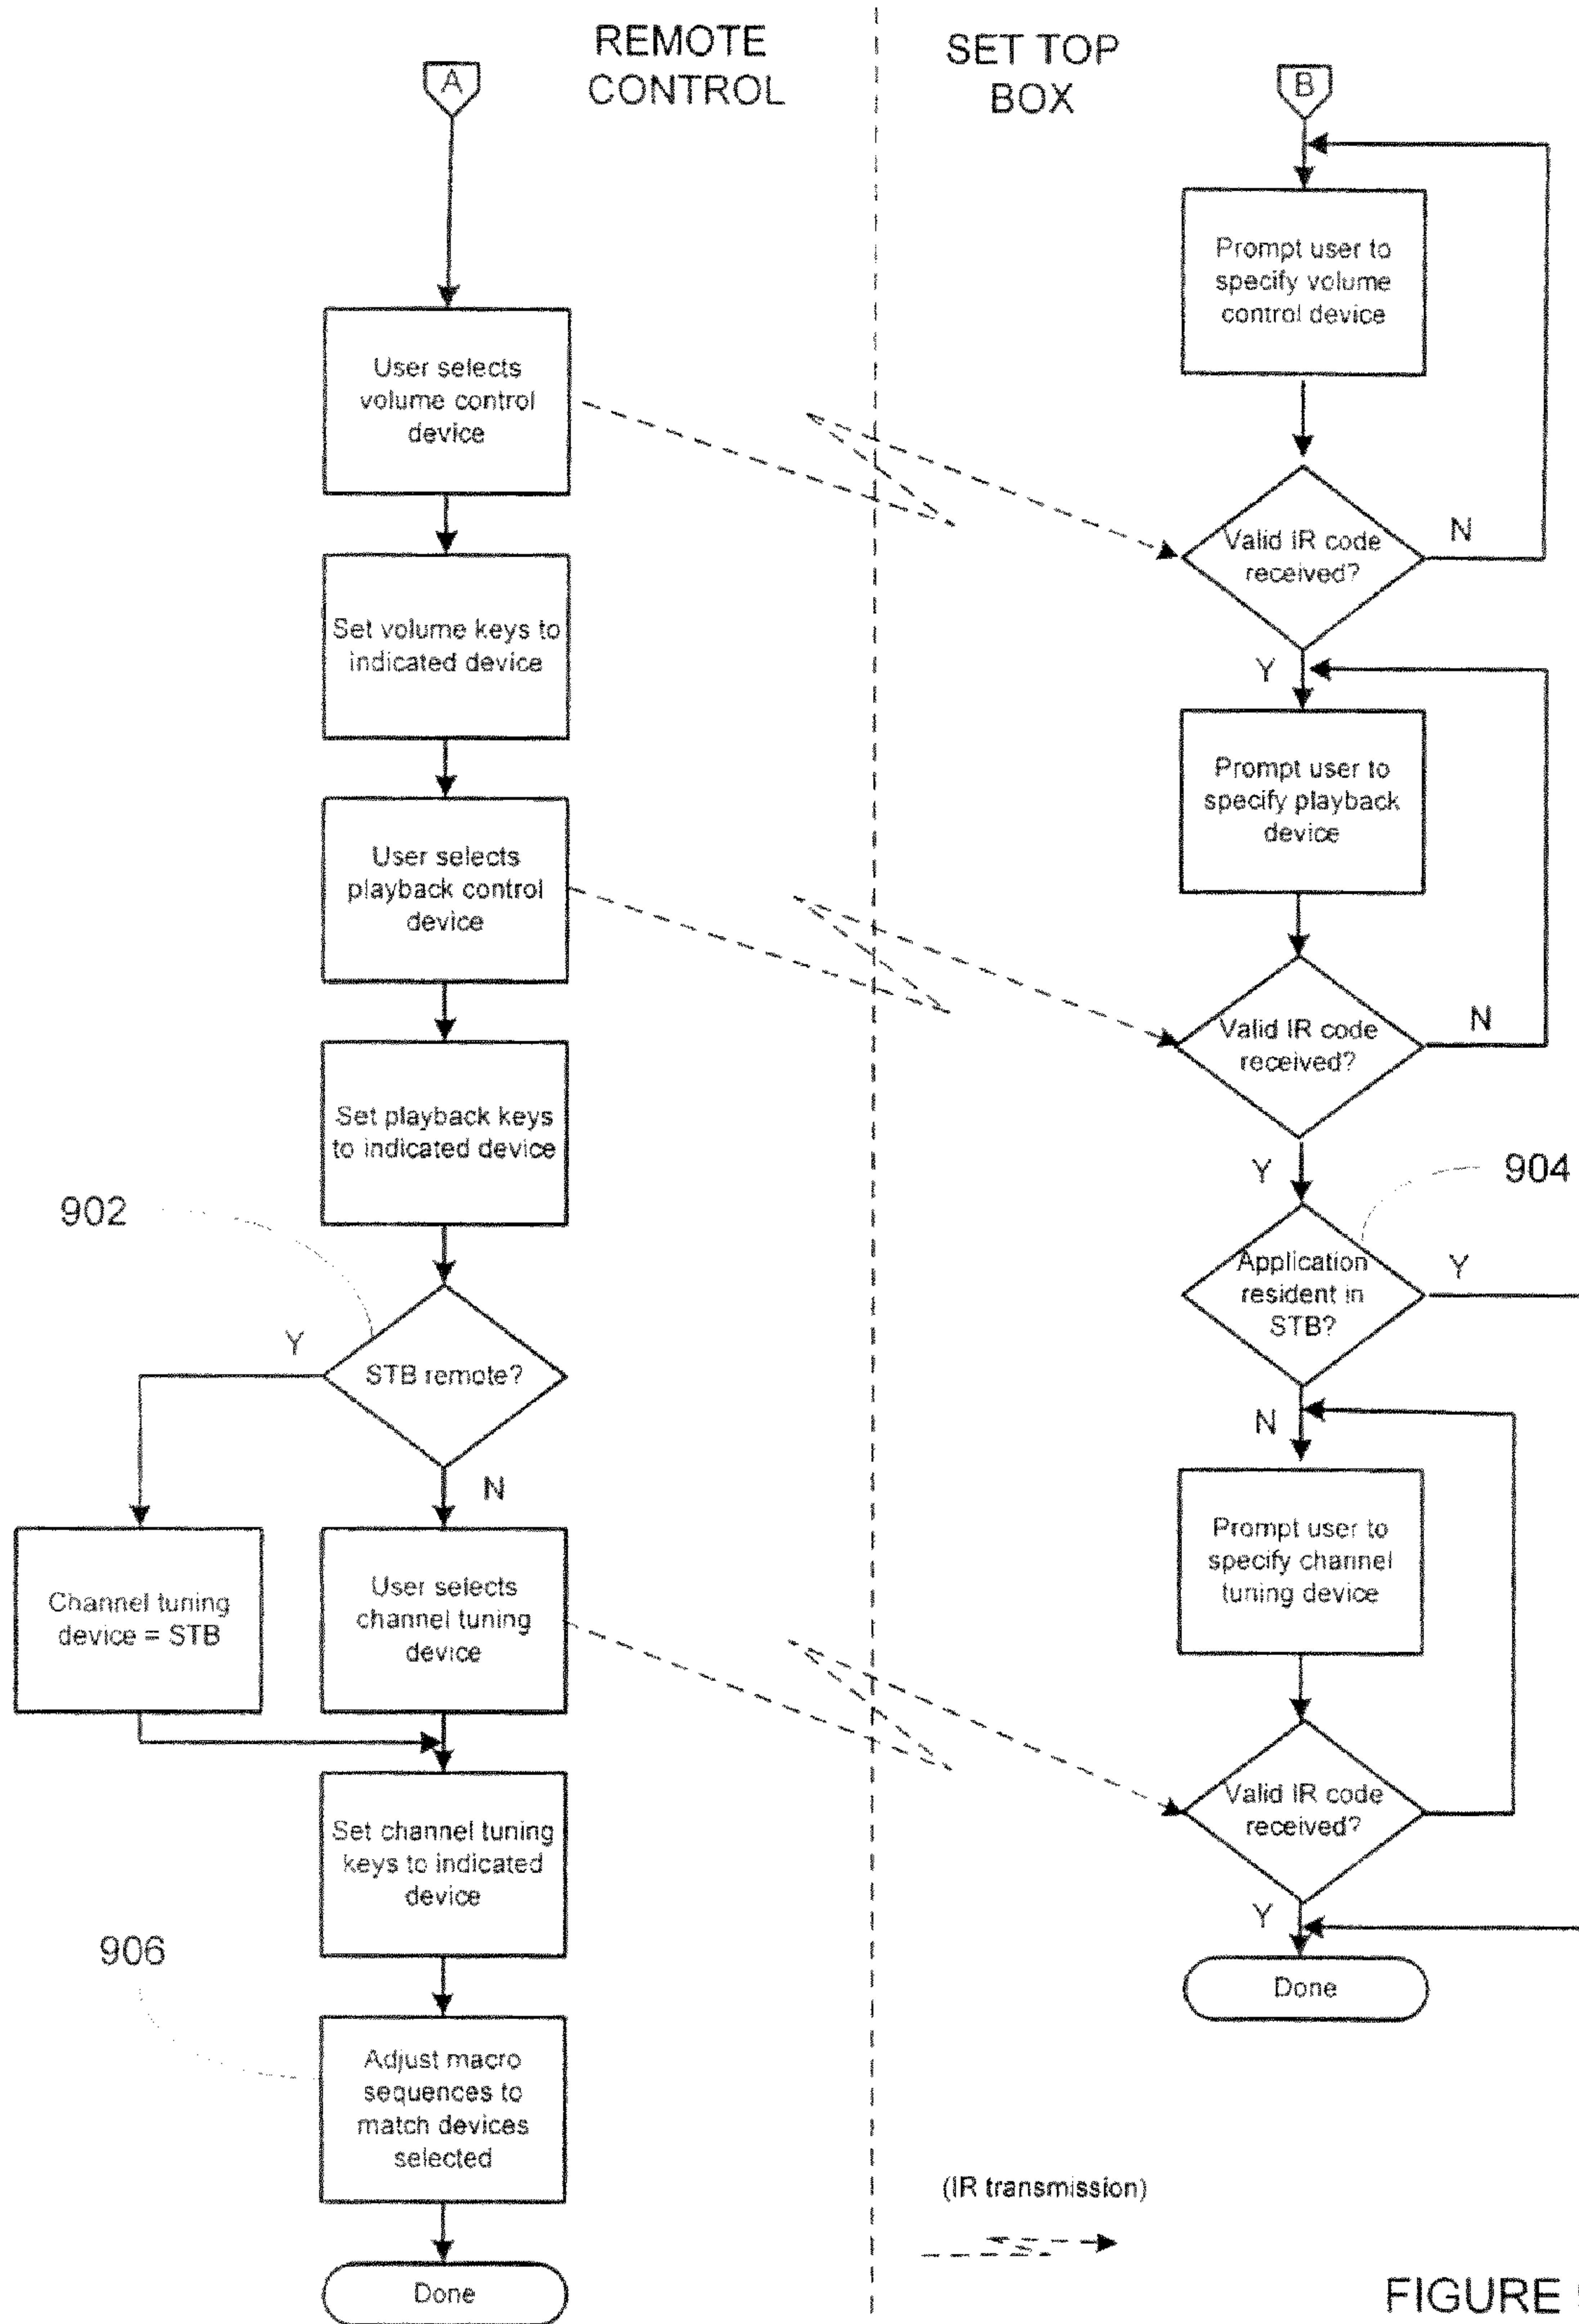 REMOTE
CONTROL
SET TOP
BOX
A
B
User selects
volume control
device
Set volume keys to
indicated device
User selects
playback control
device
Set playback keys
to indicated device
902
STB remote?
Y
N
Channel tuning
device = STB
User selects
channel tuning
device
Set channel tuning
keys to indicated
device
906
Adjust macro
sequences to
match devices
selected
Done
Prompt user to
specify volume
control device
Valid IR code
received?
N
Y
Prompt user to
specify playback
device
Valid IR code
received?
N
Y
904
Application
resident in
STB?
Y
N
Prompt user to
specify channel
tuning device
Valid IR code
received?
Y
Done
(IR transmission)
FIGURE